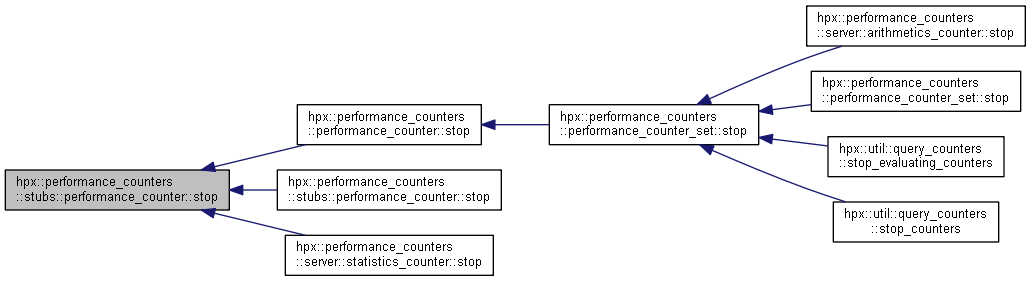 hpx::performance_counters
::stubs::performance_counter::stop
hpx::performance_counters
::performance_counter::stop
hpx::performance_counters
::stubs::performance_counter::stop
hpx::performance_counters
::server::statistics_counter::stop
hpx::performance_counters
::performance_counter_set::stop
hpx::performance_counters
::server::arithmetics_counter::stop
hpx::performance_counters
::performance_counter_set::stop
hpx::util::query_counters
::stop_evaluating_counters
hpx::util::query_counters
::stop_counters